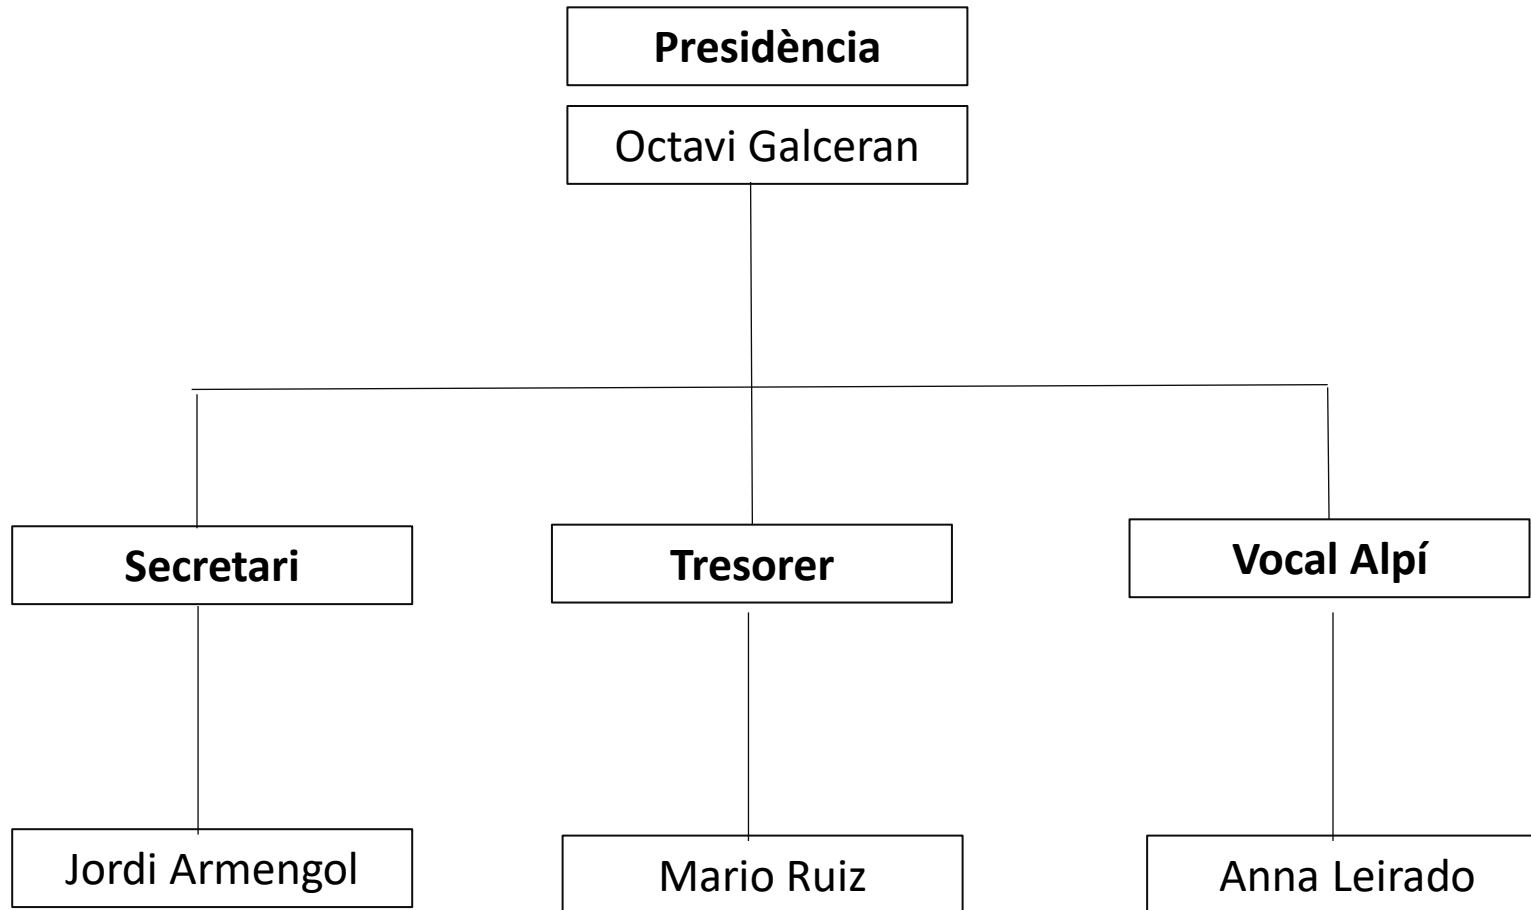 Presidència
Octavi Galceran
Secretari
Tresorer
Vocal Alpí
Jordi Armengol
Mario Ruiz
Anna Leirado